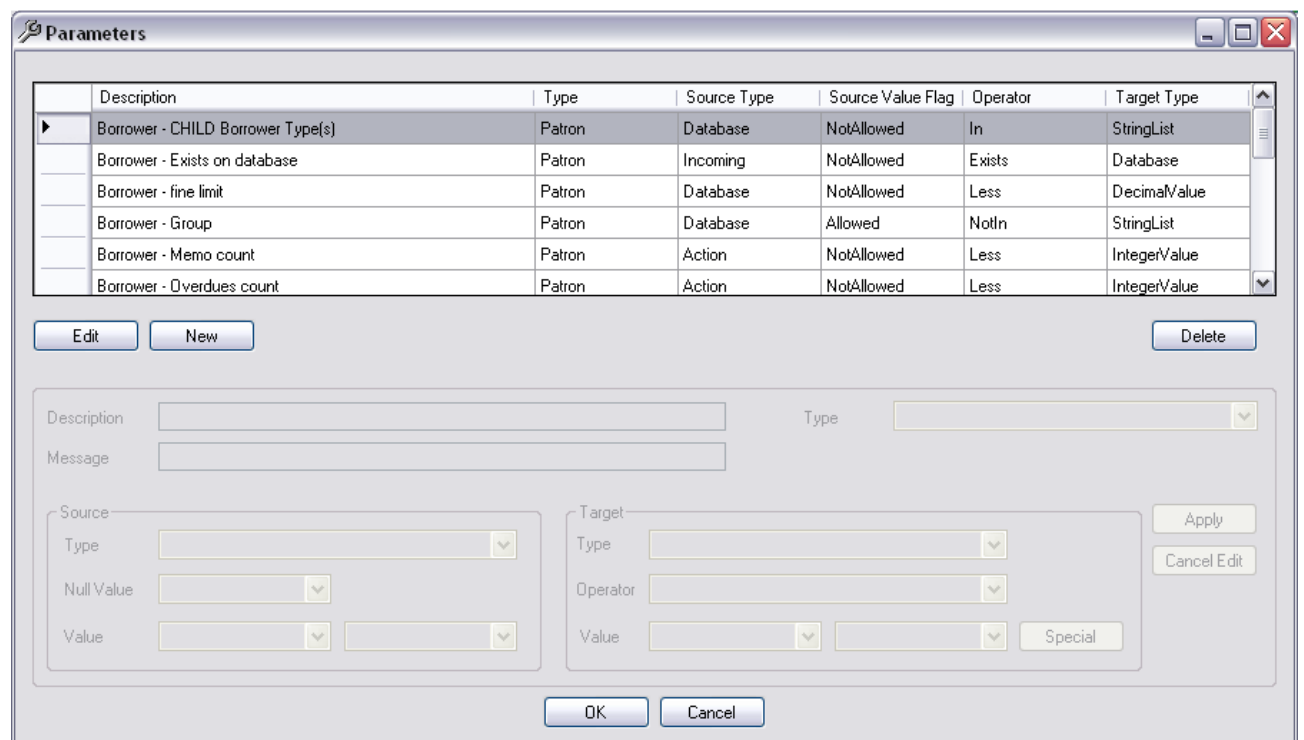 Parameters
Description Type Source Type Source Value Flag Operator Target Type
Borrower - CHILD Borrower Type(s) Patron Database NotAllowed In StringList
Borrower - Exists on database Patron Incoming NotAllowed Exists Database
Borrower - fine limit Patron Database NotAllowed Less DecimalValue
Borrower - Group Patron Database Allowed NotIn StringList
Borrower - Memo count Patron Action NotAllowed Less IntegerValue
Borrower - Overdues count Patron Action NotAllowed Less IntegerValue
Edit New Delete
Description Type
Message
Source Target
Apply
Type Type
Cancel Edit
Null Value Operator
Value Value Special
OK Cancel